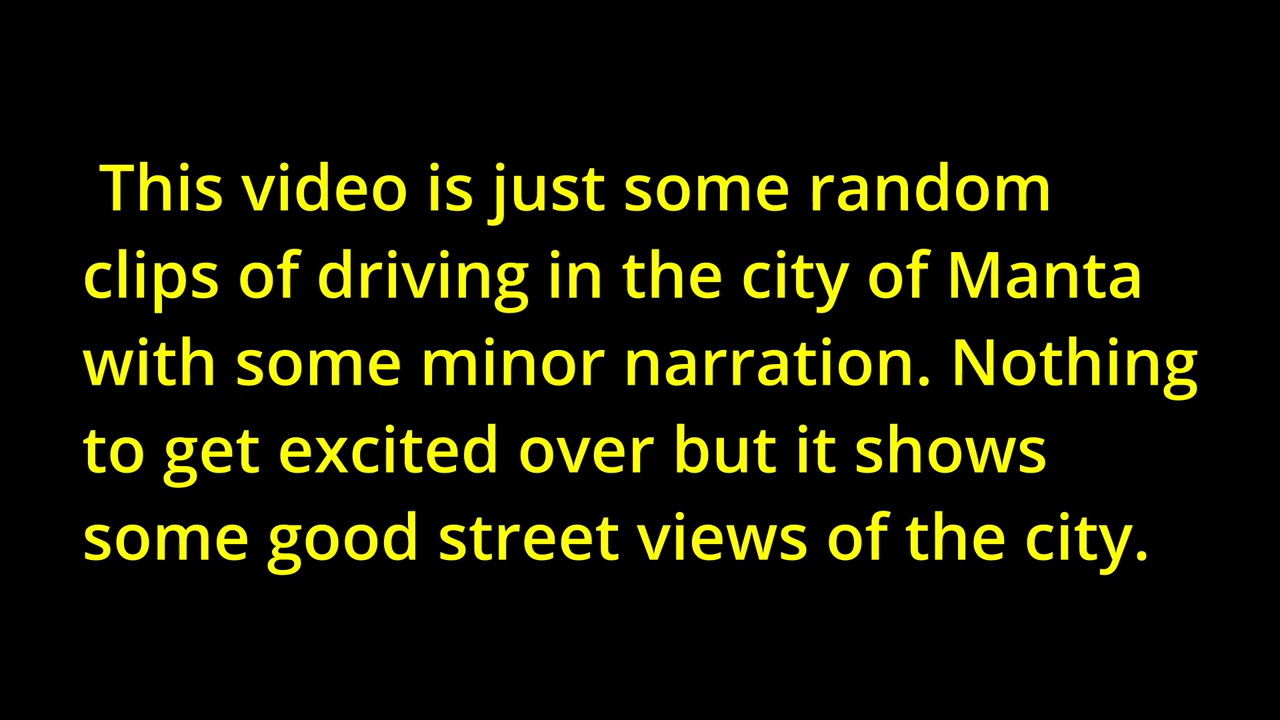 This video is just some random
clips of driving in the city of Manta
with some minor narration. Nothing
to get excited over but it shows
some good street views of the city.